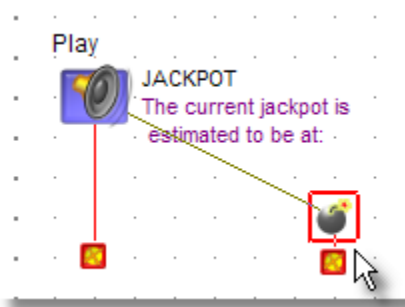 Play
JACKPOT
The current jackpot is
estimated to be at: